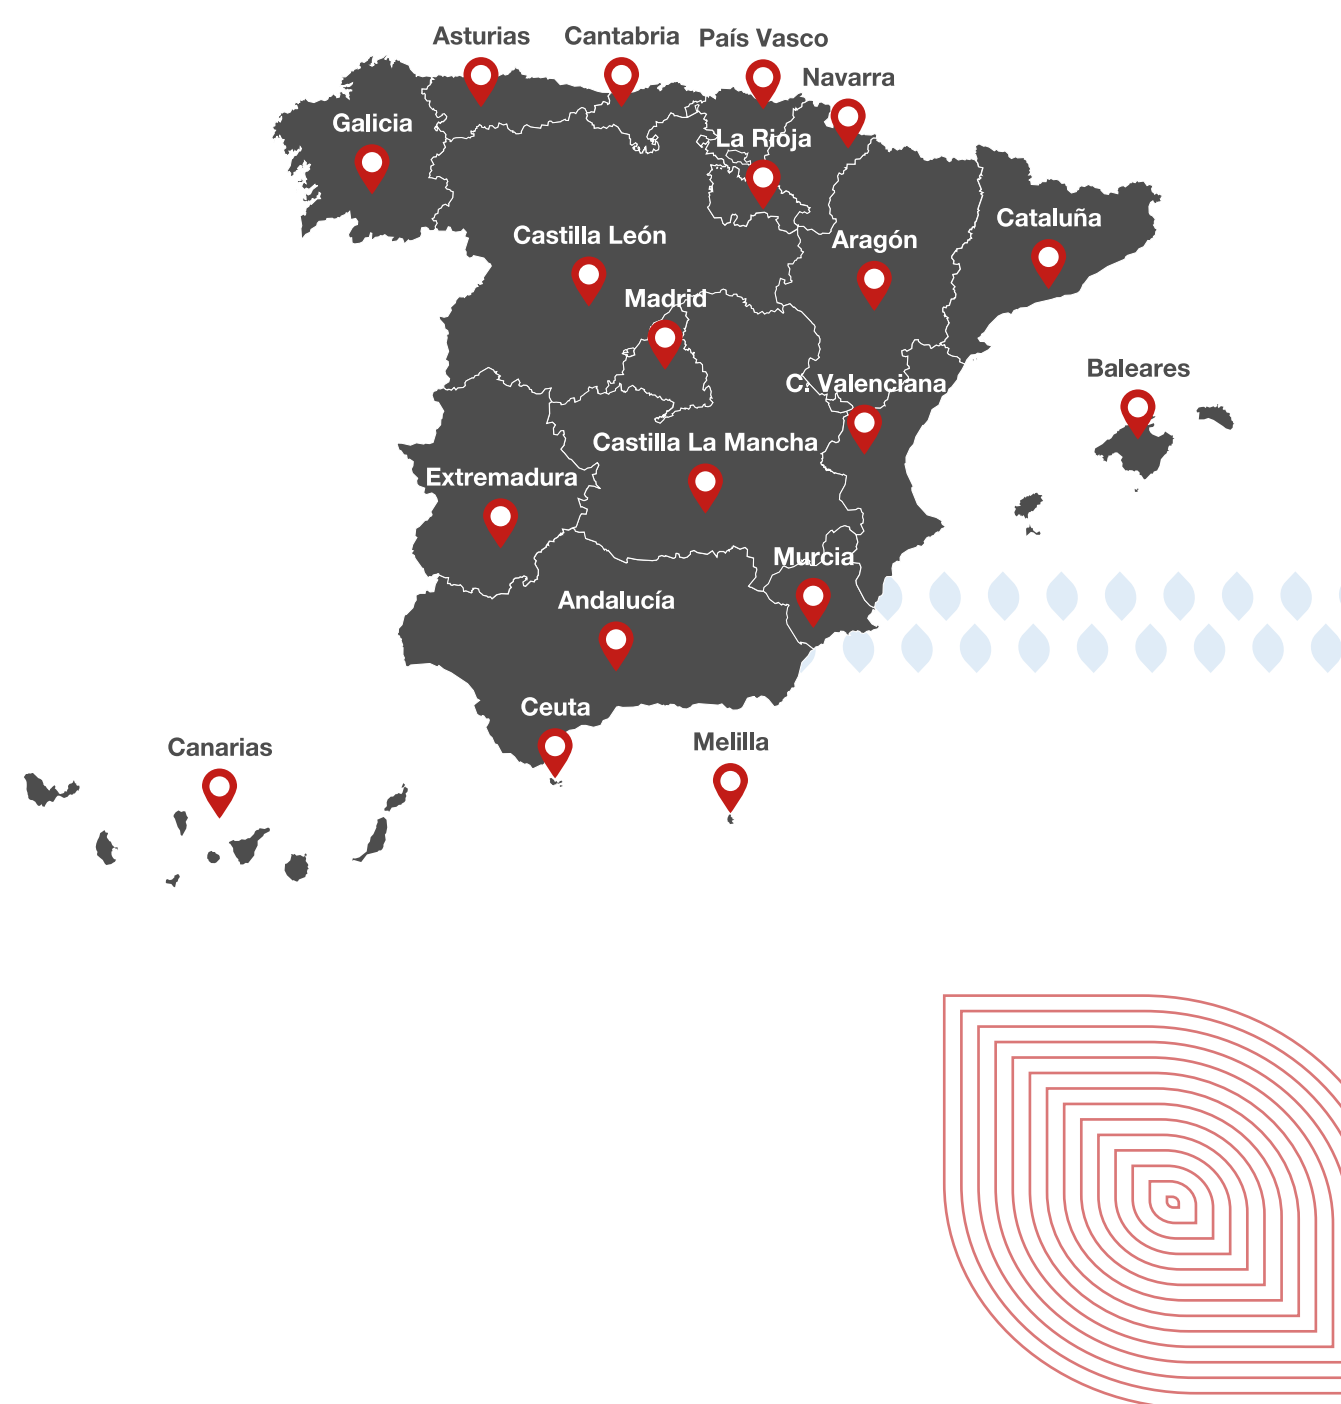 Asturias
Cantabria
País Vasco
Navarra
Galicia
La Rioja
Cataluña
Castilla León
Aragón
Madrid
Baleares
C. Valenciana
Castilla La Mancha
Extremadura
Murcia
Andalucía
Ceuta
Melilla
Canarias